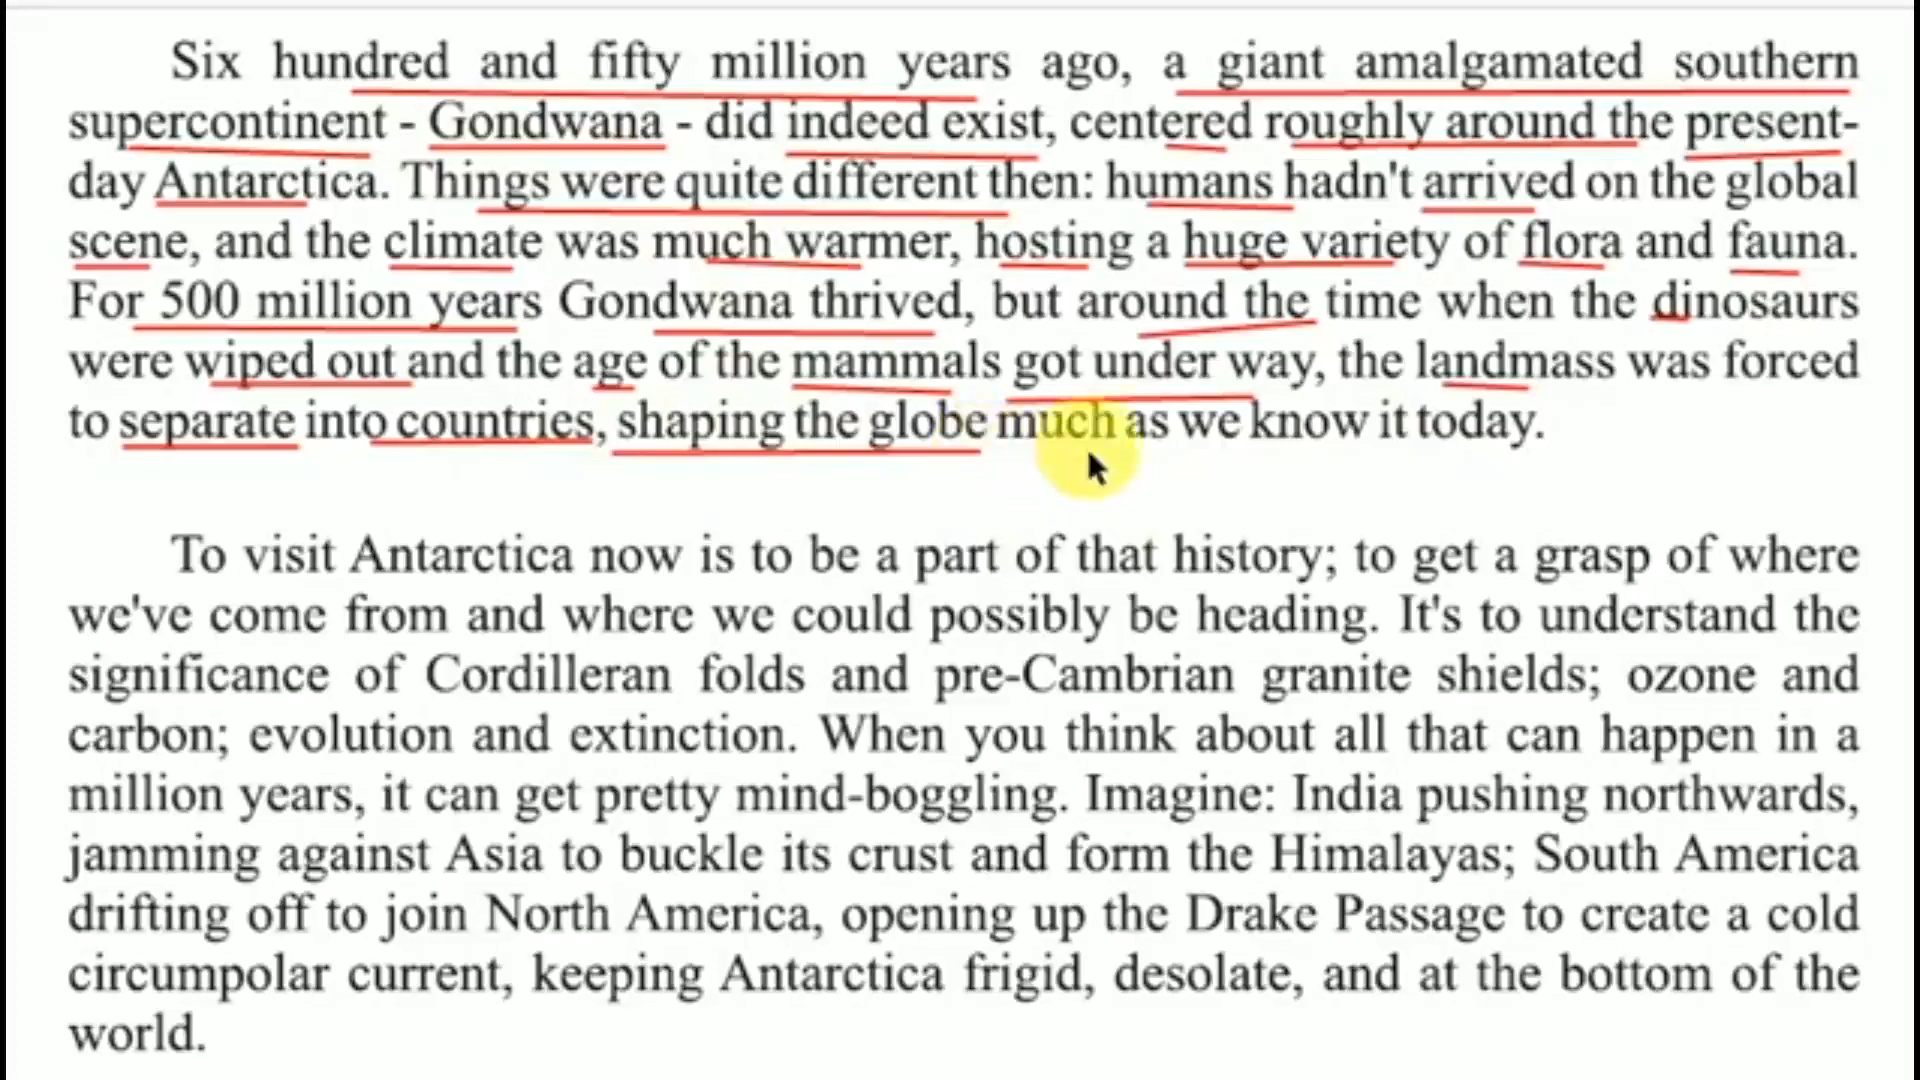 Six hundred and fifty million years ago, a giant amalgamated southern
supercontinent - Gondwana - did indeed exist, centered roughly around the present-
day Antarctica. Things were quite different then: humans hadn't arrived on the global
scene, and the climate was much warmer, hosting a huge variety of flora and fauna.
For 500 million years Gondwana thrived, but around the time when the dinosaurs
were wiped out and the age of the mammals got under way, the landmass was forced
to separate into countries, shaping the globe much as we know it today.
To visit Antarctica now is to be a part of that history; to get a grasp of where
we've come from and where we could possibly be heading. It's to understand the
significance of Cordilleran folds and pre-Cambrian granite shields; ozone and
carbon; evolution and extinction. When you think about all that can happen in a
million years, it can get pretty mind-boggling. Imagine: India pushing northwards,
jamming against Asia to buckle its crust and form the Himalayas; South America
drifting off to join North America, opening up the Drake Passage to create a cold
circumpolar current, keeping Antarctica frigid, desolate, and at the bottom of the
world.